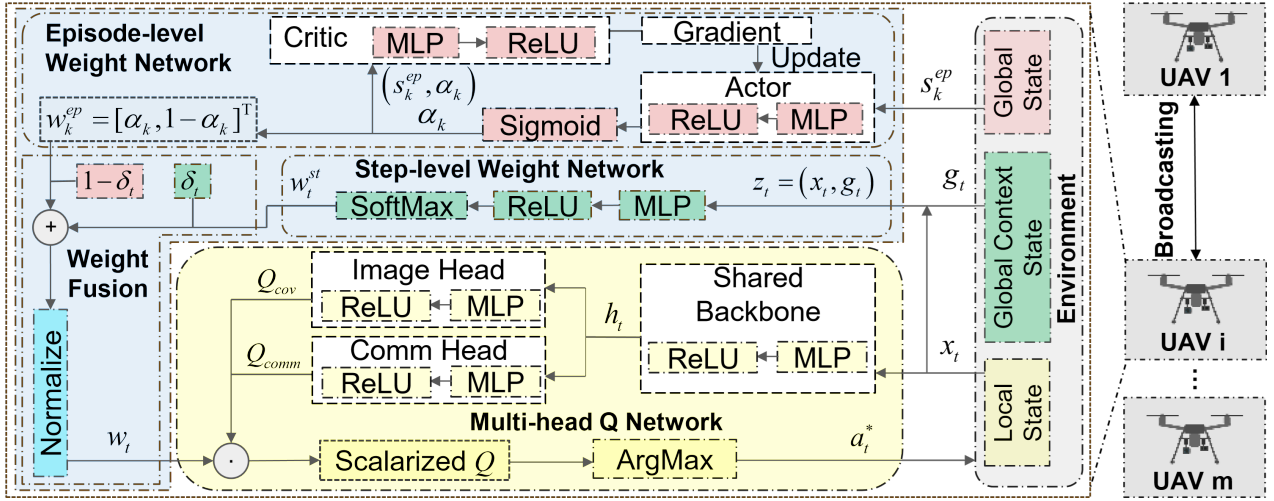 Episode-level
Weight Network
Critic
MLP
ReLU
Gradient
Update
Actor
ReLU
MLP
Sigmoid
(s_k^{ep}, α_k)
α_k
w_k^{ep} = [α_k, 1−α_k]^T
s_k^{ep}
Global
State
1−δ_t
δ_t
Weight
Fusion
+
Normalize
w_t
Step-level Weight Network
w_t^{st}
SoftMax
ReLU
MLP
z_t = (x_t, g_t)
g_t
Global Context
State
Environment
Image Head
ReLU
MLP
Q_{cov}
Comm Head
ReLU
MLP
Q_{comm}
h_t
Shared
Backbone
ReLU
MLP
x_t
Local
State
Multi-head Q Network
·
Scalarized Q
ArgMax
a_t^*
UAV 1
Broadcasting
UAV i
...
UAV m